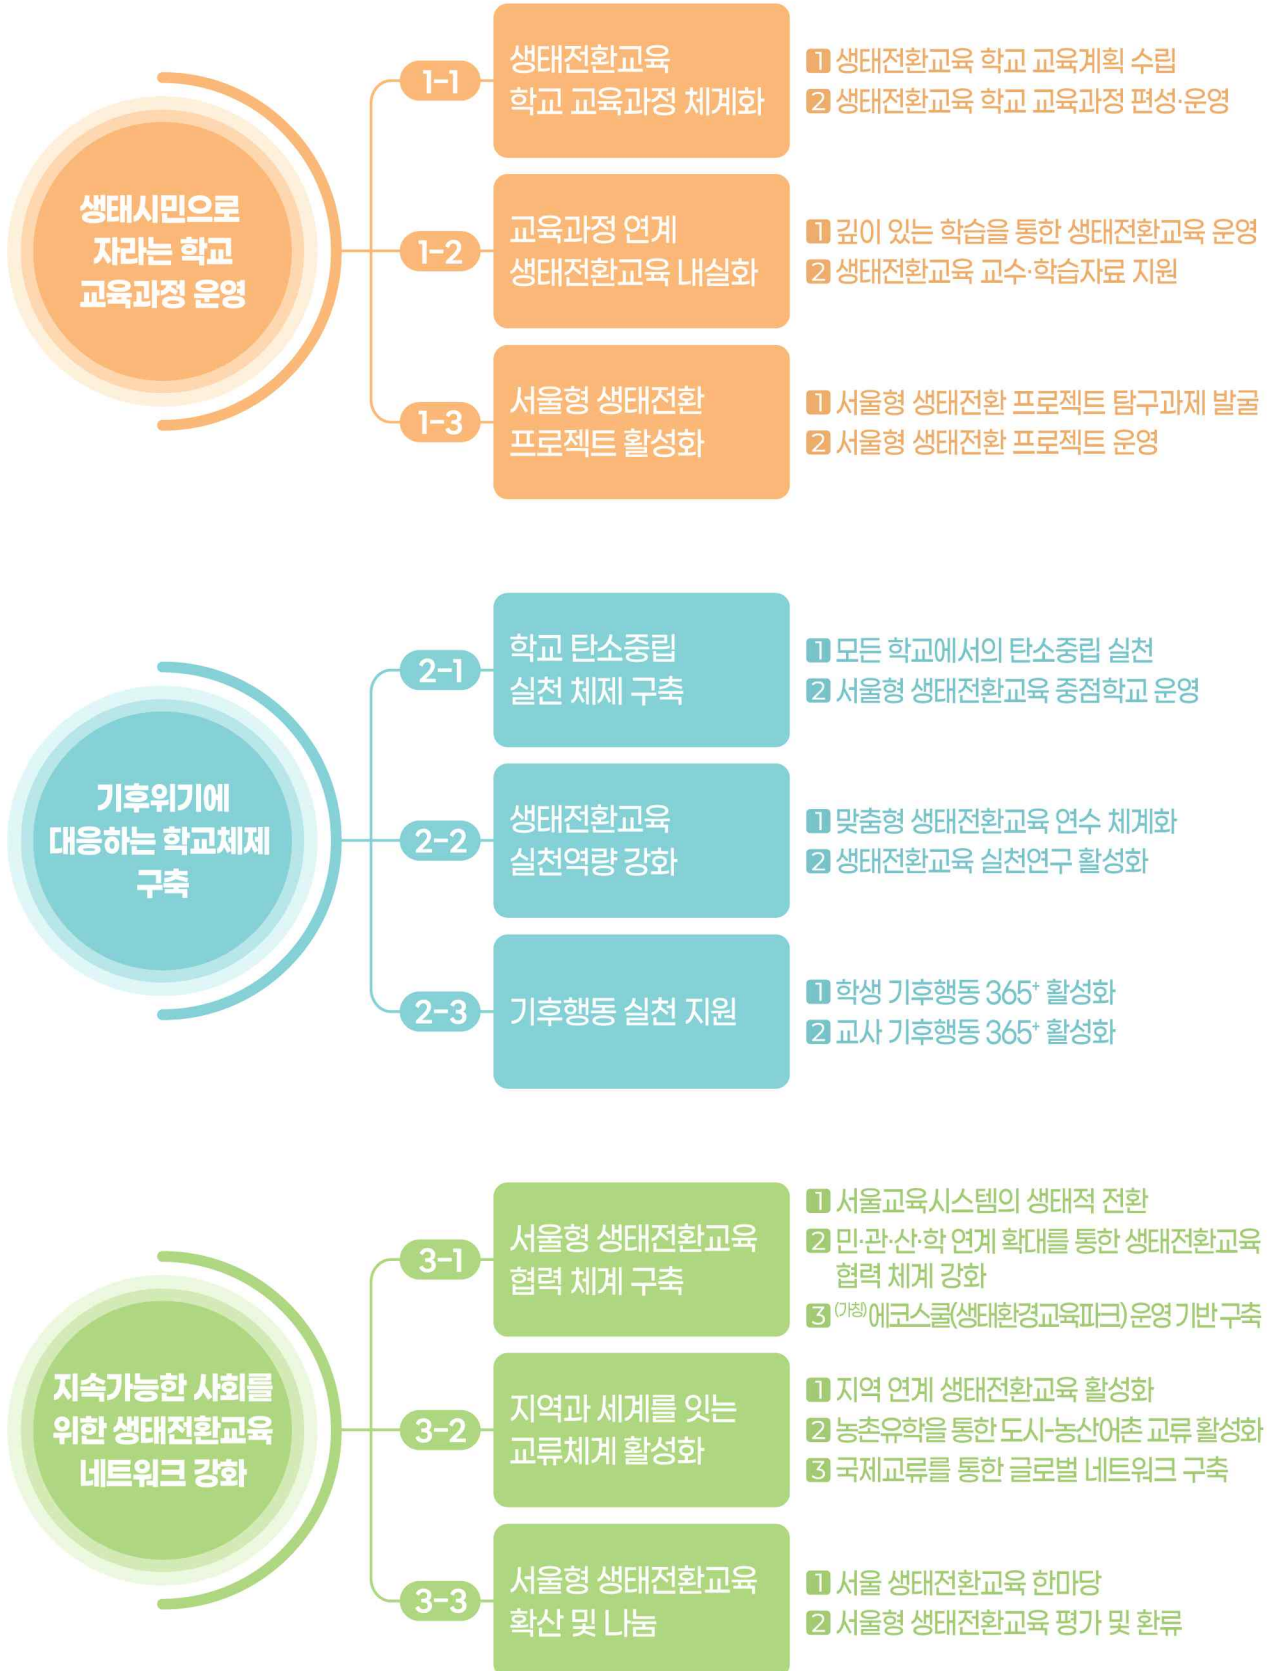 생태시민으로
자라는 학교
교육과정 운영
1-1
생태전환교육
학교 교육과정 체계화
1 생태전환교육 학교 교육계획 수립
2 생태전환교육 학교 교육과정 편성·운영
1-2
교육과정 연계
생태전환교육 내실화
1 깊이 있는 학습을 통한 생태전환교육 운영
2 생태전환교육 교수·학습자료 지원
1-3
서울형 생태전환
프로젝트 활성화
1 서울형 생태전환 프로젝트 탐구과제 발굴
2 서울형 생태전환 프로젝트 운영
기후위기에
대응하는 학교체제
구축
2-1
학교 탄소중립
실천 체제 구축
1 모든 학교에서의 탄소중립 실천
2 서울형 생태전환교육 중점학교 운영
2-2
생태전환교육
실천역량 강화
1 맞춤형 생태전환교육 연수 체계화
2 생태전환교육 실천연구 활성화
2-3
기후행동 실천 지원
1 학생 기후행동 365+ 활성화
2 교사 기후행동 365+ 활성화
지속가능한 사회를
위한 생태전환교육
네트워크 강화
3-1
서울형 생태전환교육
협력 체계 구축
1 서울교육시스템의 생태적 전환
2 민·관·산·학 연계 확대를 통한 생태전환교육
협력 체계 강화
3 (가칭)에코스쿨(생태환경교육파크) 운영 기반 구축
3-2
지역과 세계를 잇는
교류체계 활성화
1 지역 연계 생태전환교육 활성화
2 농촌유학을 통한 도시-농산어촌 교류 활성화
3 국제교류를 통한 글로벌 네트워크 구축
3-3
서울형 생태전환교육
확산 및 나눔
1 서울 생태전환교육 한마당
2 서울형 생태전환교육 평가 및 환류